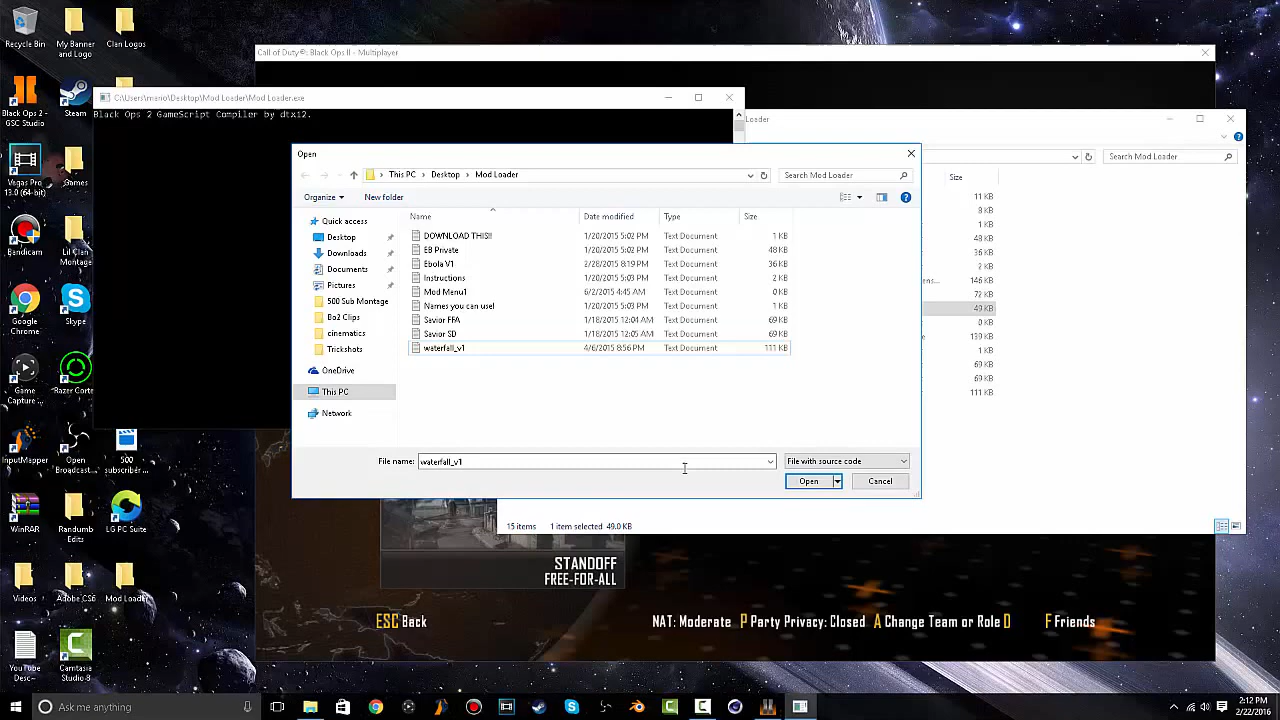 Recycle Bin
My Banner and Logo
Clan Logos
Black Ops 2 - GSC Studio
Steam
Vegas Pro 13.0 (64-bit)
Games
Bandicam
Lil Clan Montage
Google Chrome
Skype
Game Capture ...
Razer Cortex
InputMapper
Open Broadcast...
500 subscriber...
WinRAR
Randumb Edits
LG PC Suite
Videos
Adobe CS6
Mod Loader
YouTube Desc...
Camtasia Studio 8
Call of Duty®: Black Ops II - Multiplayer
C:\Users\mario\Desktop\Mod Loader\Mod Loader.exe
Black Ops 2 GameScript Compiler by dtx12.
Loader
Search Mod Loader
Size
11 KB
8 KB
1 KB
48 KB
36 KB
2 KB
ens... 146 KB
72 KB
49 KB
0 KB
139 KB
1 KB
69 KB
69 KB
111 KB
15 items 1 item selected 49.0 KB
Open
This PC > Desktop > Mod Loader
Search Mod Loader
Organize
New folder
Quick access
Desktop
Downloads
Documents
Pictures
500 Sub Montage
Bo2 Clips
cinematics
Trickshots
OneDrive
This PC
Network
Name Date modified Type Size
DOWNLOAD THIS!! 1/20/2015 5:02 PM Text Document 1 KB
EB Private 1/20/2015 5:02 PM Text Document 48 KB
Ebola V1 2/28/2015 8:19 PM Text Document 36 KB
Instructions 1/20/2015 5:03 PM Text Document 2 KB
Mod Menu1 6/2/2015 4:45 AM Text Document 0 KB
Names you can use! 1/20/2015 5:03 PM Text Document 1 KB
Savior FFA 1/18/2015 12:04 AM Text Document 69 KB
Savior SD 1/18/2015 12:05 AM Text Document 69 KB
waterfall_v1 4/6/2015 8:56 PM Text Document 111 KB
File name: waterfall_v1
File with source code
Open
Cancel
STANDOFF
FREE-FOR-ALL
ESC Back
NAT: Moderate P Party Privacy: Closed A Change Team or Role D F Friends
Ask me anything
2:12 PM
2/22/2016